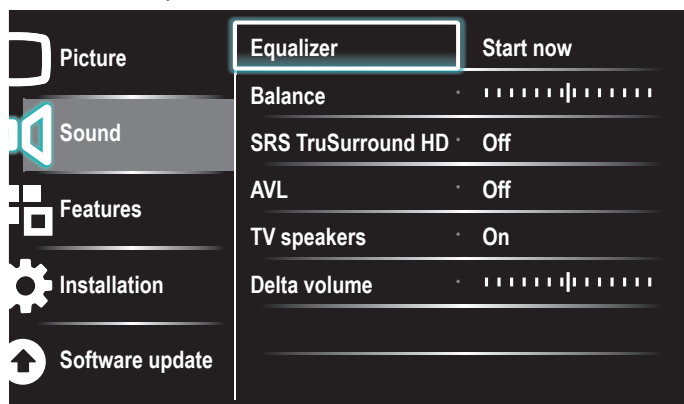 Picture
Sound
Features
Installation
Software update
Equalizer Start now
Balance
SRS TruSurround HD Off
AVL Off
TV speakers On
Delta volume